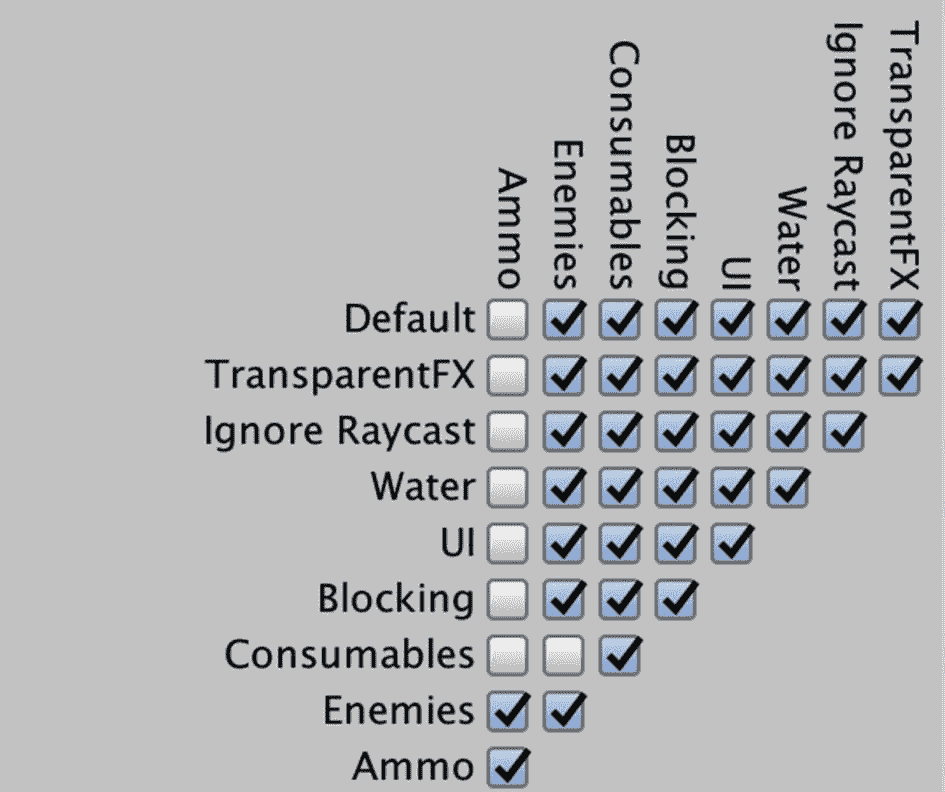 Ammo
Enemies
Consumables
Blocking
UI
Water
Ignore Raycast
TransparentFX
Default
TransparentFX
Ignore Raycast
Water
UI
Blocking
Consumables
Enemies
Ammo